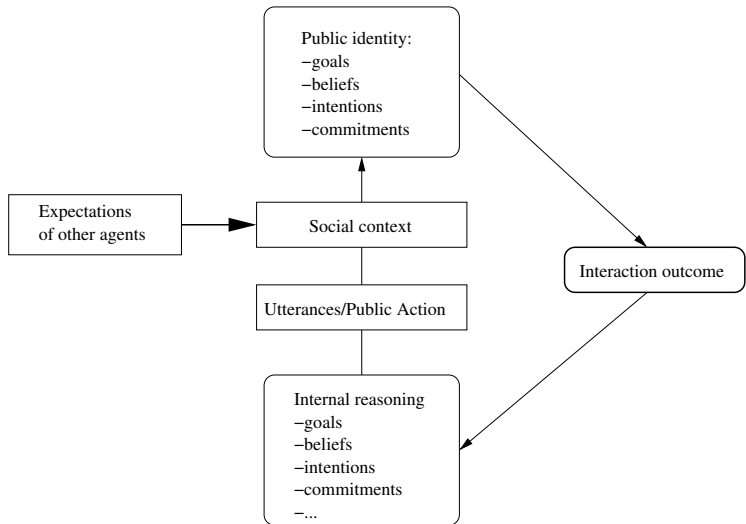 Public identity:
−goals
−beliefs
−intentions
−commitments
Expectations
of other agents
Social context
Interaction outcome
Utterances/Public Action
Internal reasoning
−goals
−beliefs
−intentions
−commitments
−...